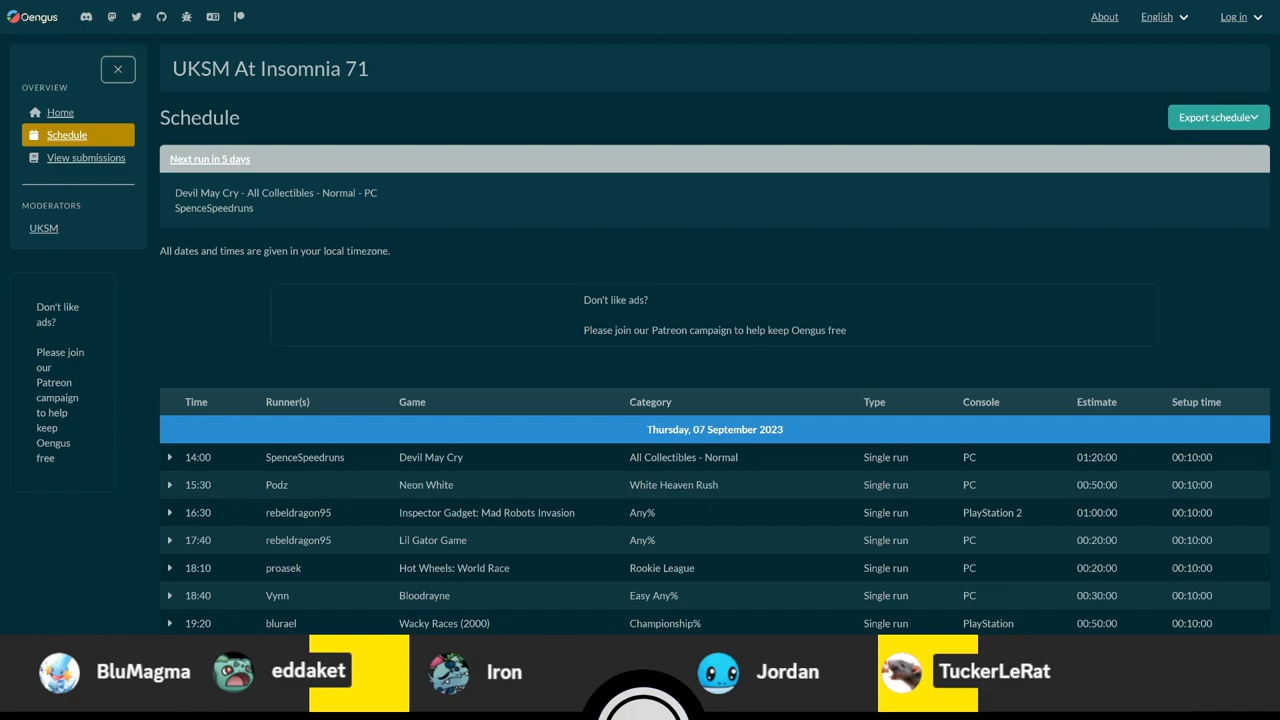 Oengus
About
English
Log in
UKSM At Insomnia 71
OVERVIEW
Home
Schedule
View submissions
MODERATORS
UKSM
Don't like
ads?
Please join
our
Patreon
campaign
to help
keep
Oengus
free
Schedule
Export schedule
Next run in 5 days
Devil May Cry - All Collectibles - Normal - PC
SpenceSpeedruns
All dates and times are given in your local timezone.
Don't like ads?
Please join our Patreon campaign to help keep Oengus free
Time Runner(s) Game Category Type Console Estimate Setup time
Thursday, 07 September 2023
14:00 SpenceSpeedruns Devil May Cry All Collectibles - Normal Single run PC 01:20:00 00:10:00
15:30 Podz Neon White White Heaven Rush Single run PC 00:50:00 00:10:00
16:30 rebeldragon95 Inspector Gadget: Mad Robots Invasion Any% Single run PlayStation 2 01:00:00 00:10:00
17:40 rebeldragon95 Lil Gator Game Any% Single run PC 00:20:00 00:10:00
18:10 proasek Hot Wheels: World Race Rookie League Single run PC 00:20:00 00:10:00
18:40 Vynn Bloodrayne Easy Any% Single run PC 00:30:00 00:10:00
19:20 blurael Wacky Races (2000) Championship% Single run PlayStation 00:50:00 00:10:00
BluMagma eddaket Iron Jordan TuckerLeRat